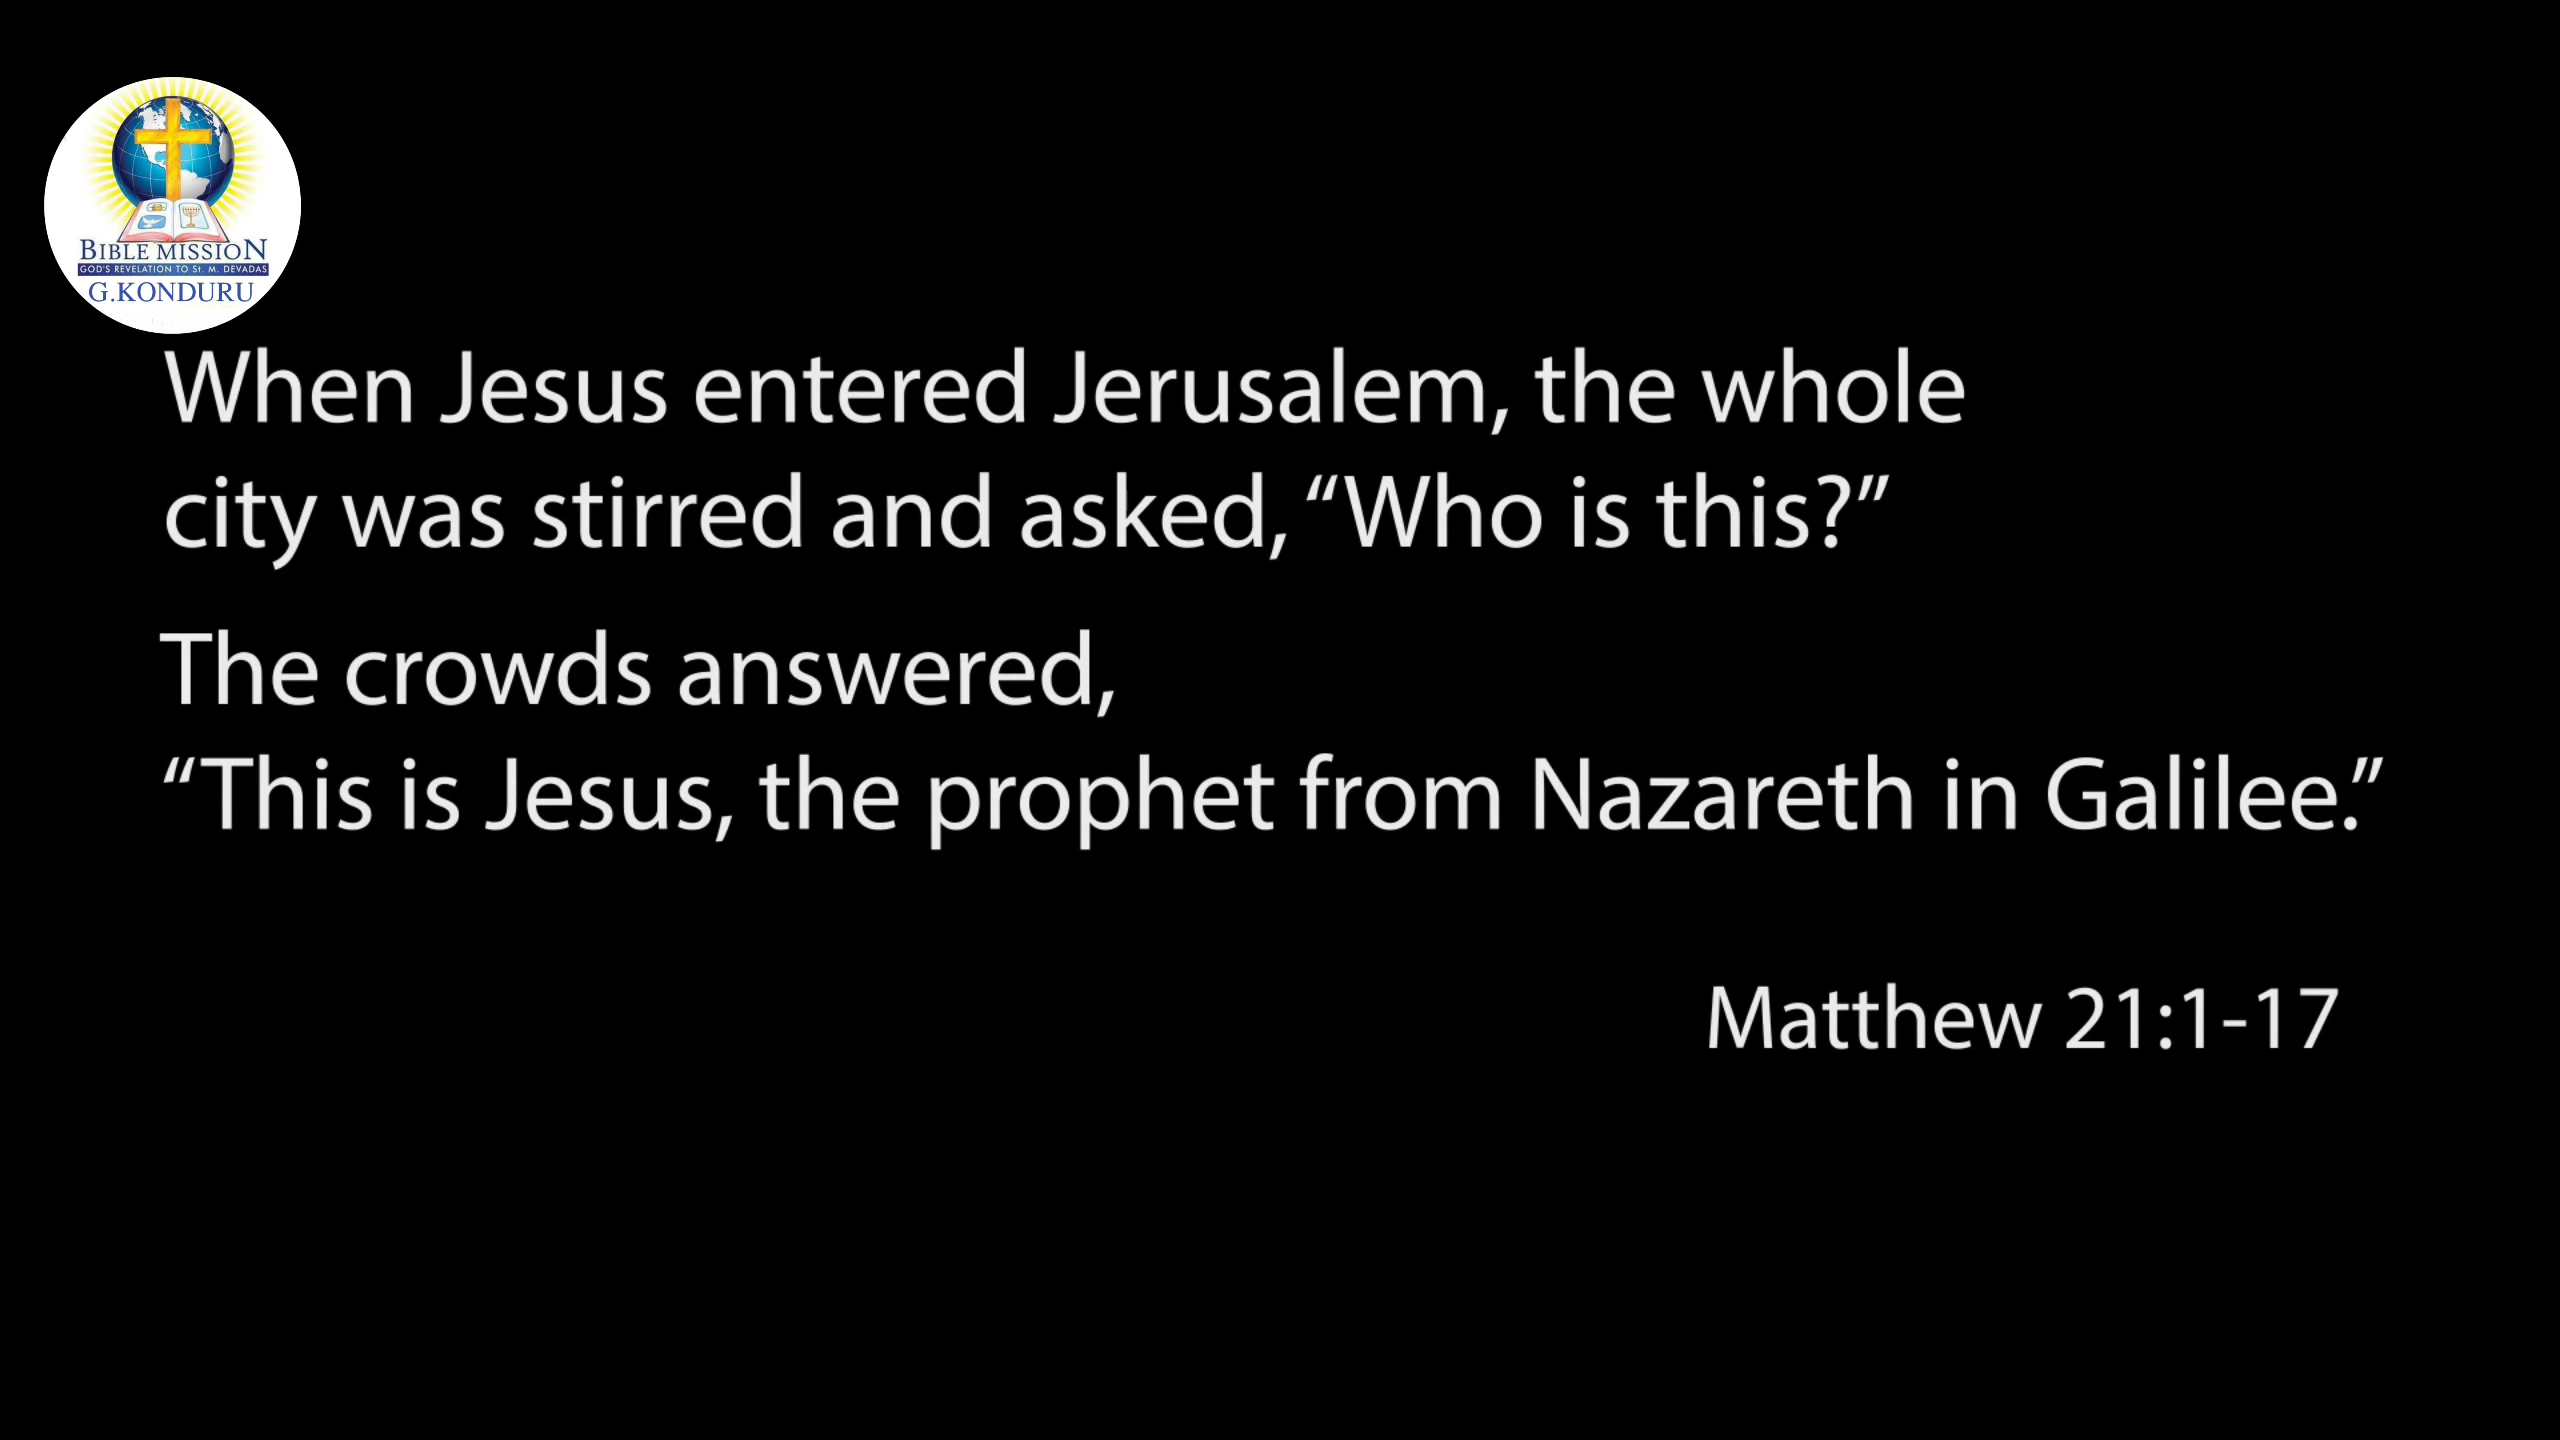 BIBLE MISSION
GOD'S REVELATION TO St. M. DEVADAS
G.KONDURU
When Jesus entered Jerusalem, the whole
city was stirred and asked, “Who is this?”
The crowds answered,
“This is Jesus, the prophet from Nazareth in Galilee.”
Matthew 21:1-17